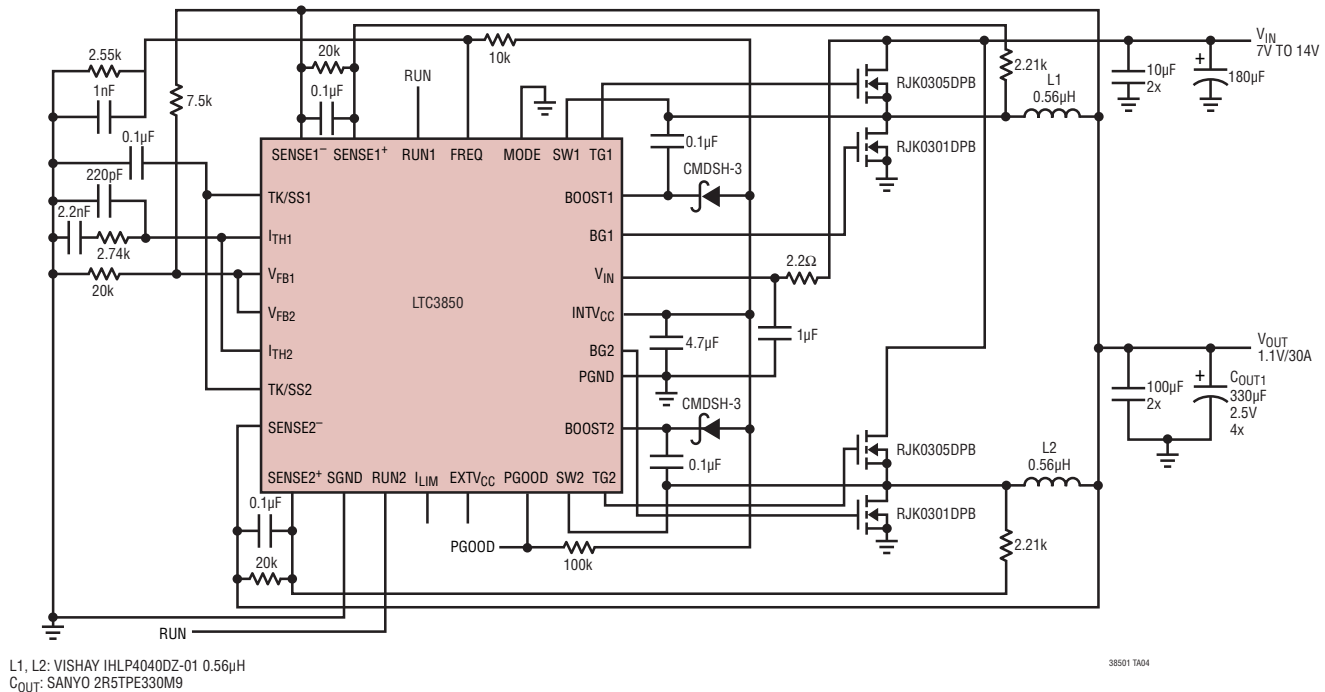 2.55k
1nF
0.1µF
220pF
2.2nF
2.74k
20k
7.5k
20k
0.1µF
RUN
10k
SENSE1–
SENSE1+
RUN1
FREQ
MODE
SW1
TG1
TK/SS1
ITH1
VFB1
VFB2
ITH2
TK/SS2
SENSE2–
LTC3850
BOOST1
BG1
VIN
INTVCC
BG2
PGND
BOOST2
SENSE2+
SGND
RUN2
ILIM
EXTVCC
PGOOD
SW2
TG2
0.1µF
CMDSH-3
2.2Ω
1µF
4.7µF
CMDSH-3
0.1µF
RJK0305DPB
RJK0301DPB
2.21k
L1
0.56µH
10µF
2x
+
180µF
VIN
7V TO 14V
VOUT
1.1V/30A
100µF
2x
+
COUT1
330µF
2.5V
4x
RJK0305DPB
RJK0301DPB
L2
0.56µH
2.21k
0.1µF
20k
PGOOD
100k
RUN
L1, L2: VISHAY IHLP4040DZ-01 0.56µH
COUT: SANYO 2R5TPE330M9
38501 TA04